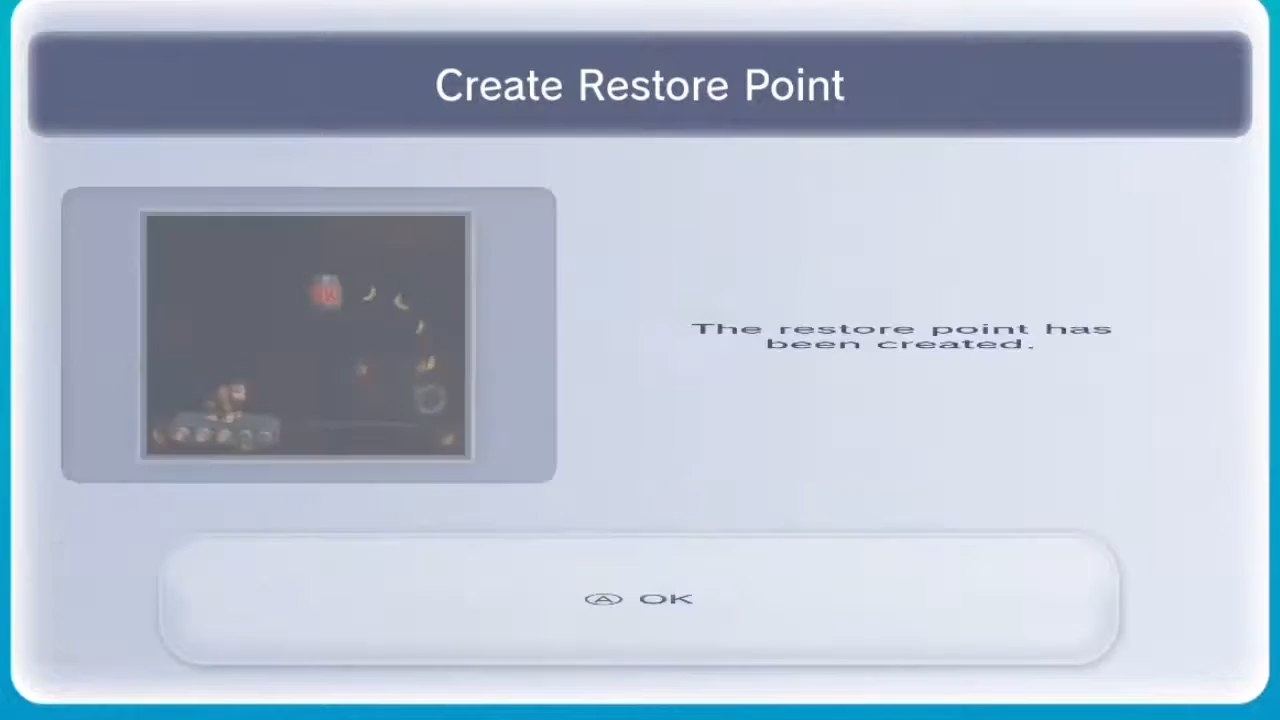 Create Restore Point
The restore point has
been created.
Ⓐ OK